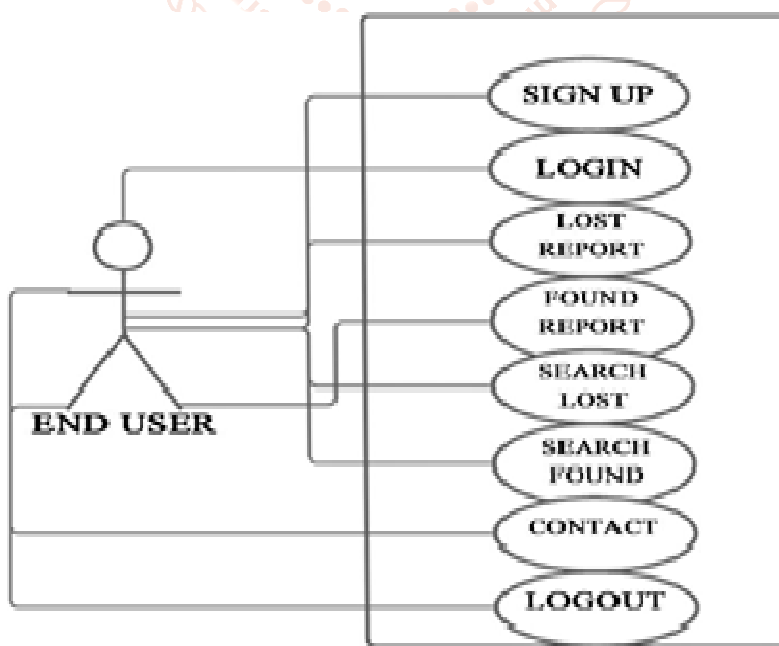 SIGN UP
LOGIN
LOST
REPORT
FOUND
REPORT
SEARCH
LOST
END USER
SEARCH
FOUND
CONTACT
LOGOUT